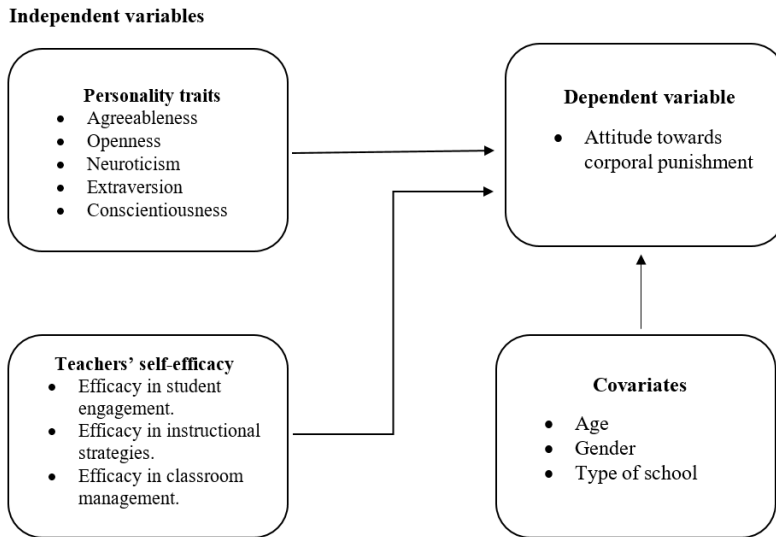 Independent variables
Personality traits
• Agreeableness
• Openness
• Neuroticism
• Extraversion
• Conscientiousness
Dependent variable
• Attitude towards
corporal punishment
Teachers’ self-efficacy
• Efficacy in student
engagement.
• Efficacy in instructional
strategies.
• Efficacy in classroom
management.
Covariates
• Age
• Gender
• Type of school